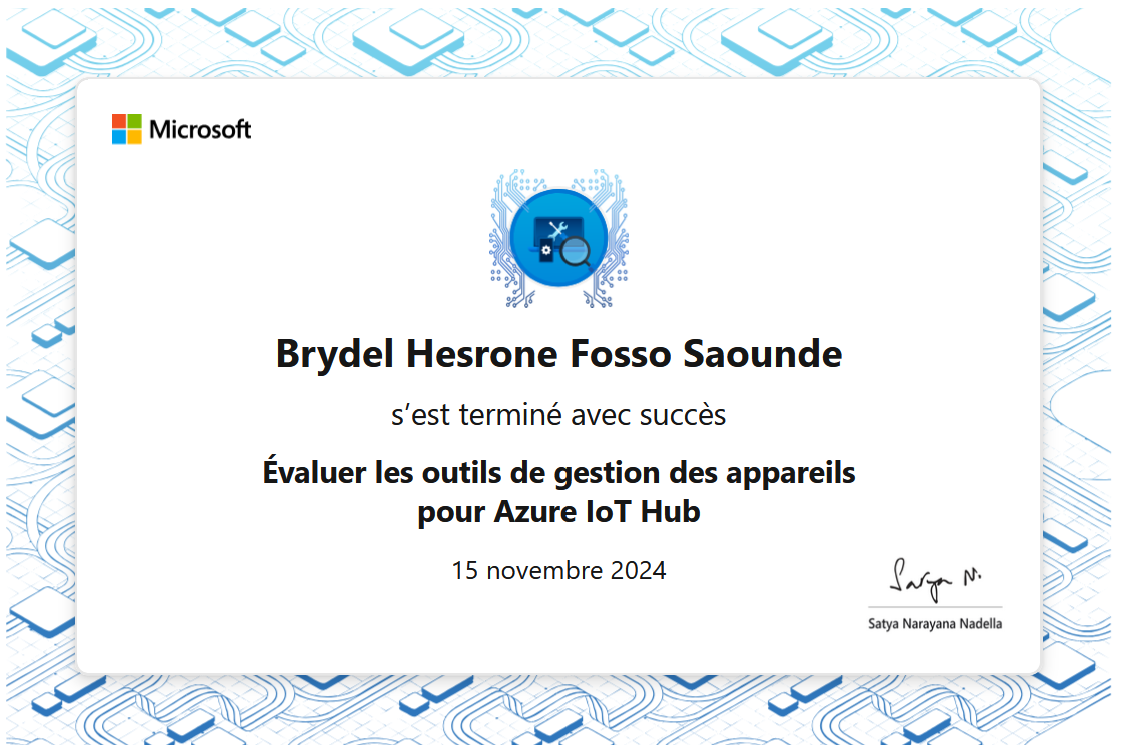 Microsoft
Brydel Hesrone Fosso Saounde
s’est terminé avec succès
Évaluer les outils de gestion des appareils
pour Azure IoT Hub
15 novembre 2024
Satya N.
Satya Narayana Nadella